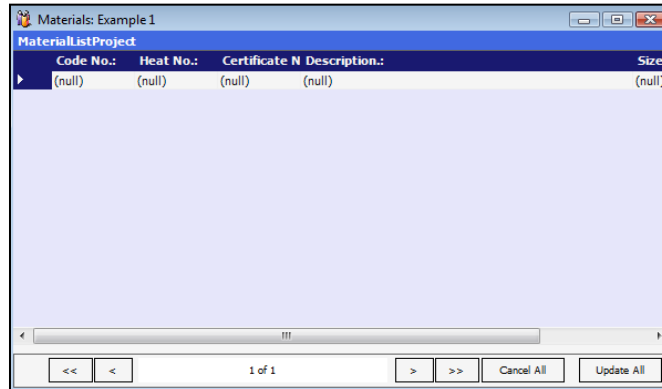 Materials: Example 1
MaterialListProject
Code No.: Heat No.: Certificate N Description.: Size
(null) (null) (null) (null) (null)
<< < 1 of 1 > >> Cancel All Update All